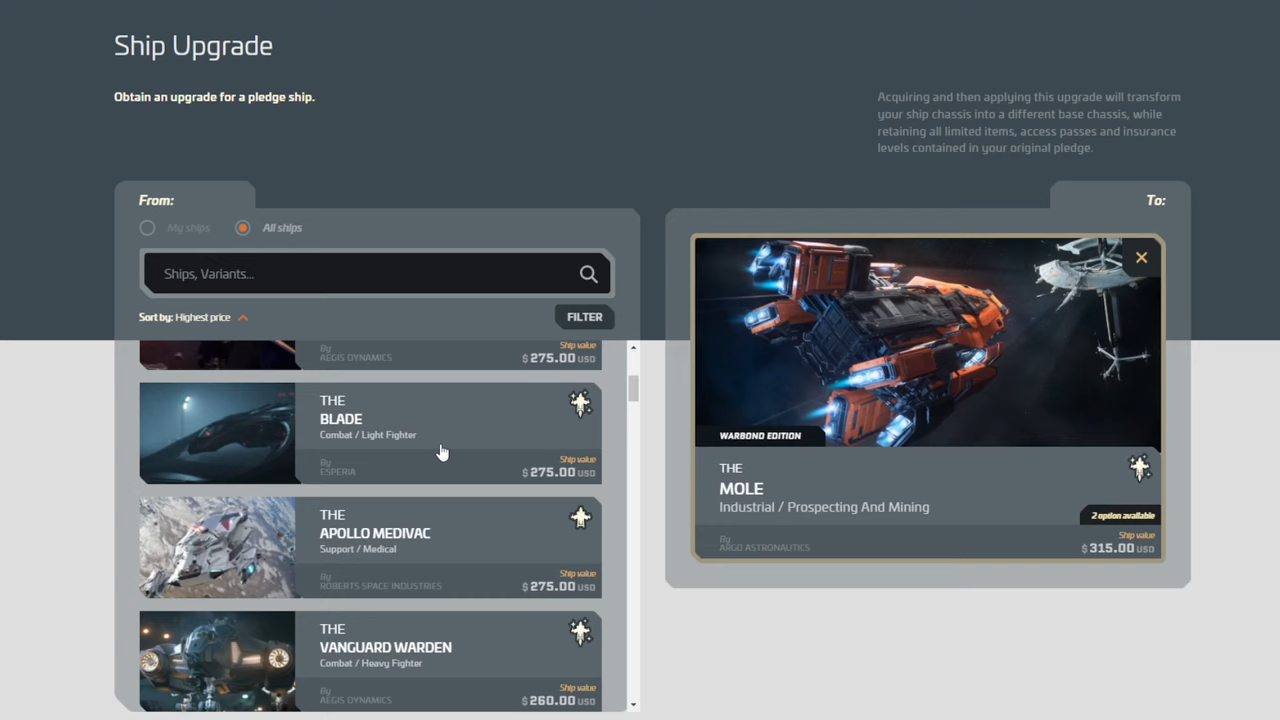 Ship Upgrade
Obtain an upgrade for a pledge ship.
Acquiring and then applying this upgrade will transform
your ship chassis into a different base chassis, while
retaining all limited items, access passes and insurance
levels contained in your original pledge.
From:
My ships
All ships
Ships, Variants...
Sort by: Highest price
FILTER
By
AEGIS DYNAMICS
Ship value
$ 275.00 USD
THE
BLADE
Combat / Light Fighter
By
ESPERIA
Ship value
$ 275.00 USD
THE
APOLLO MEDIVAC
Support / Medical
By
ROBERTS SPACE INDUSTRIES
Ship value
$ 275.00 USD
THE
VANGUARD WARDEN
Combat / Heavy Fighter
By
AEGIS DYNAMICS
Ship value
$ 260.00 USD
To:
WARBOND EDITION
THE
MOLE
Industrial / Prospecting And Mining
2 option available
By
ARGO ASTRONAUTICS
Ship value
$ 315.00 USD